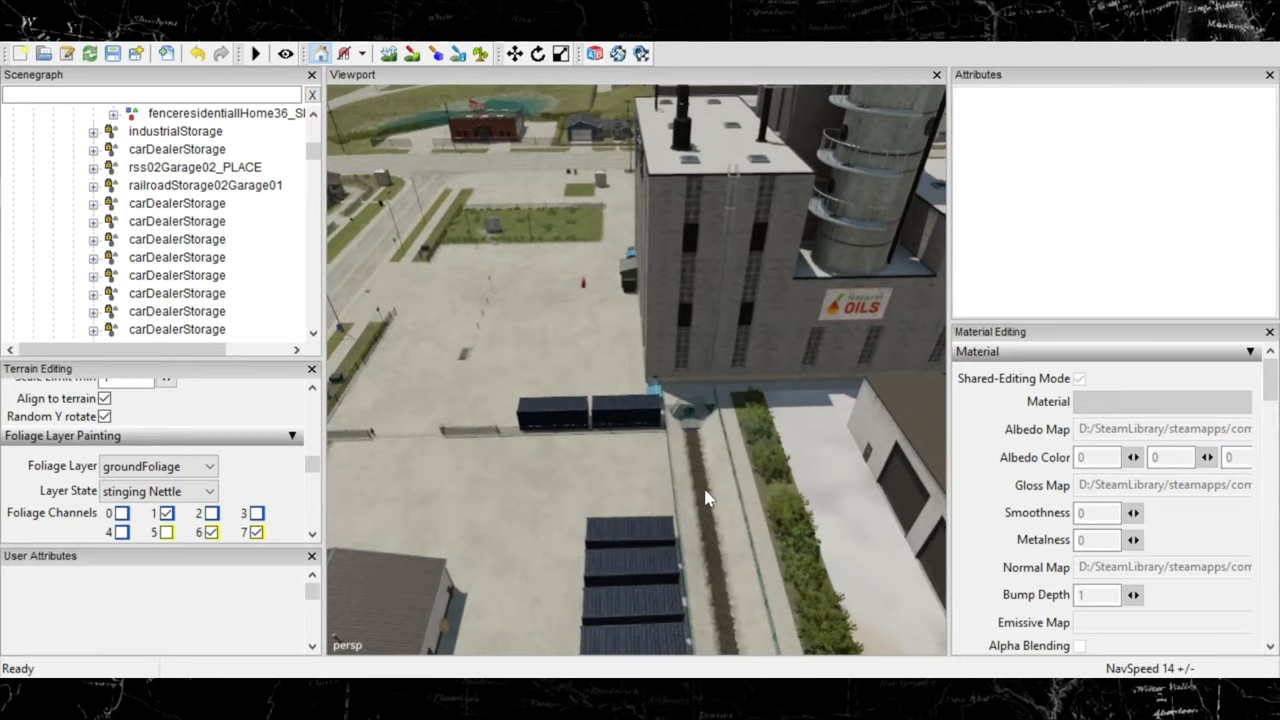 Scenegraph
Viewport
Attributes
X
fenceresidentiallHome36_SI
industrialStorage
carDealerStorage
rss02Garage02_PLACE
railroadStorage02Garage01
carDealerStorage
carDealerStorage
carDealerStorage
carDealerStorage
carDealerStorage
carDealerStorage
carDealerStorage
carDealerStorage
Natural
OILS
Terrain Editing
Align to terrain
Random Y rotate
Foliage Layer Painting
Foliage Layer groundFoliage
Layer State stinging Nettle
Foliage Channels 0 1 2 3
4 5 6 7
User Attributes
persp
Material Editing
Material
Shared-Editing Mode
Material
Albedo Map D:/SteamLibrary/steamapps/com
Albedo Color 0 0 0
Gloss Map D:/SteamLibrary/steamapps/com
Smoothness 0
Metalness 0
Normal Map D:/SteamLibrary/steamapps/com
Bump Depth 1
Emissive Map
Alpha Blending
Ready
NavSpeed 14 +/-